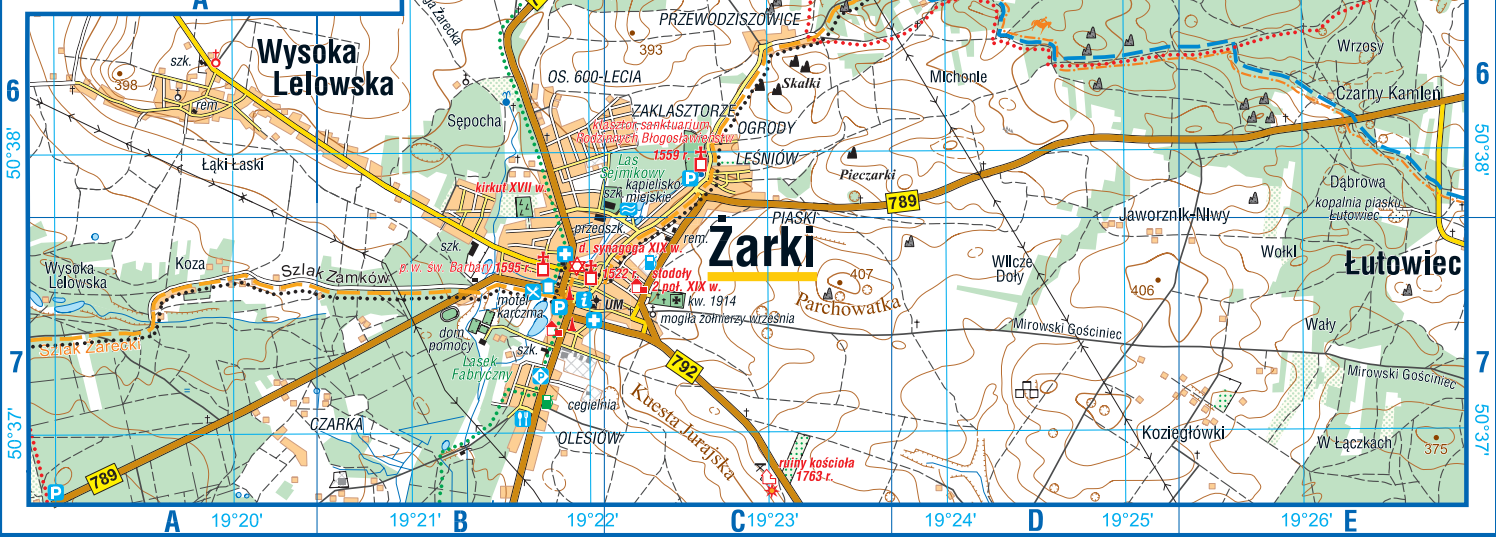 A
PRZEWODZISZOWICE
393
Wysoka
Lelowska
szk.
398
rem.
6
50°38'
Łąki Łaski
Sępocha
OS. 600-LECIA
ZAKLASZTORZE
klasztor sanktuarium
OGRODY
1559 r.
LEŚNIÓW
Las
Sejmikowy
P
kąpielisko
miejskie
szk.
kirkut XVII w.
przedszk.
Skałki
Michonle
Pieczarki
789
PIASKI
Wrzosy
Czarny Kamień
6
50°38'
Dąbrowa
kopalnia piasku
Łutowiec
Jaworznik-Niwy
Wołki
Łutowiec
Wilcze
Doły
406
407
Parchowatka
Żarki
rem.
d. synagoga XIX w.
szk.
p.w. św. Barbary 1595 r.
1522 r.
stodoły
2.poł. XIX w.
kw. 1914
UM
mogiła żołnierzy września
motel
karczma
P
i
Wysoka
Lelowska
Koza
Szlak Zamków
Szlak Żarecki
dom
pomocy
szk.
Lasek
Fabryczny
P
792
7
50°37'
Mirowski Gościniec
Wały
Mirowski Gościniec
7
50°37'
Kuesta Jurajska
cegielnia
OLESIÓW
CZARKA
789
P
ruiny kościoła
1763 r.
Kozięgłówki
W Łączkach
375
A
19°20'
19°21'
B
19°22'
C
19°23'
19°24'
D
19°25'
19°26'
E